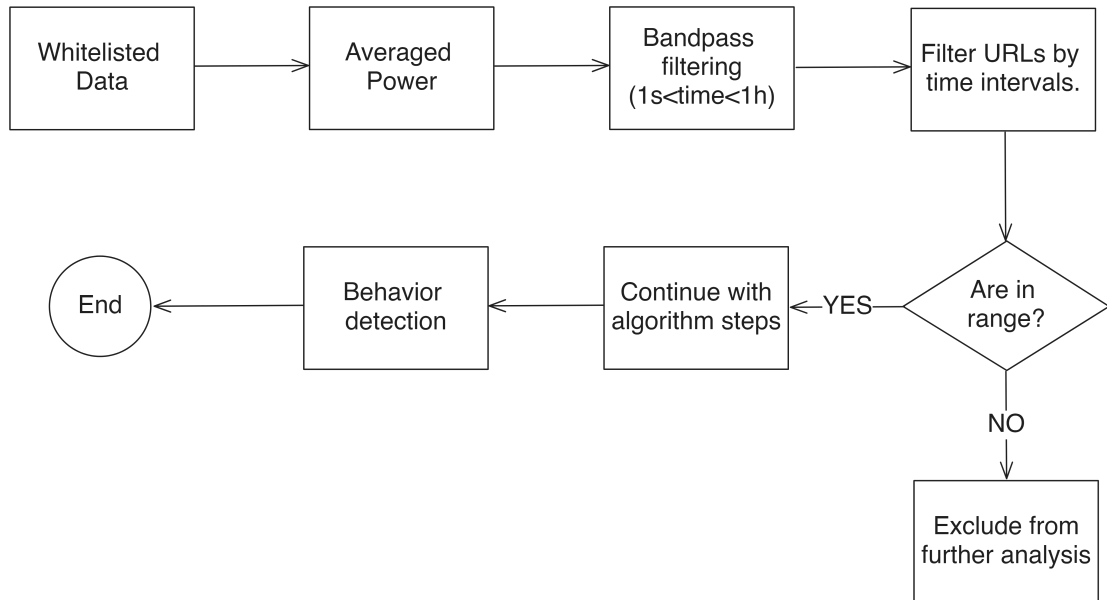 Whitelisted
Data
Averaged
Power
Bandpass
filtering
(1s<time<1h)
Filter URLs by
time intervals.
Are in
range?
YES
Continue with
algorithm steps
Behavior
detection
End
NO
Exclude from
further analysis